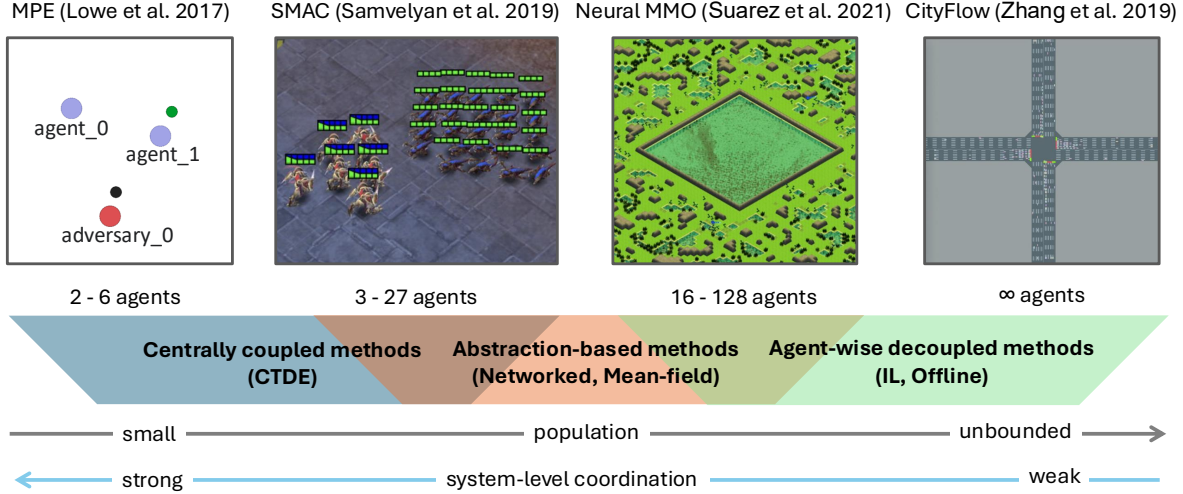 MPE (Lowe et al. 2017)
SMAC (Samvelyan et al. 2019)
Neural MMO (Suarez et al. 2021)
CityFlow (Zhang et al. 2019)
agent_0
agent_1
adversary_0
2 - 6 agents
3 - 27 agents
16 - 128 agents
∞ agents
Centrally coupled methods
(CTDE)
Abstraction-based methods
(Networked, Mean-field)
Agent-wise decoupled methods
(IL, Offline)
small
population
unbounded
strong
system-level coordination
weak